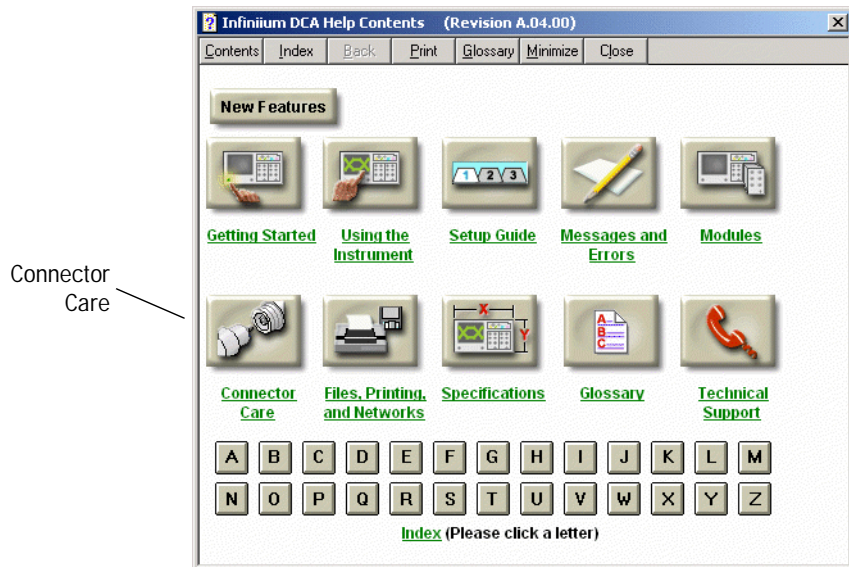 Infiniium DCA Help Contents (Revision A.04.00)
Contents Index Back Print Glossary Minimize Close
New Features
1 2 3
Getting Started
Using the
Instrument
Setup Guide
Messages and
Errors
Modules
Connector
Care
X
Y
A
B
C
Connector
Care
Files, Printing,
and Networks
Specifications
Glossary
Technical
Support
A B C D E F G H I J K L M
N O P Q R S T U V W X Y Z
Index (Please click a letter)